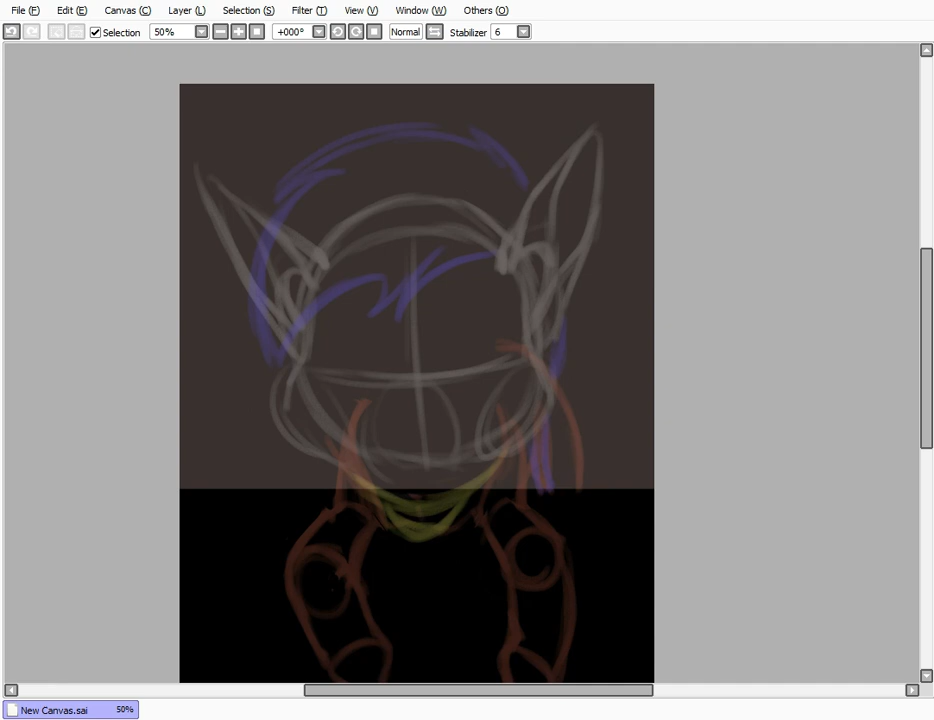 File (F) Edit (E) Canvas (C) Layer (L) Selection (S) Filter (T) View (V) Window (W) Others (O)
Selection 50% +000° Normal Stabilizer 6
New Canvas.sai 50%